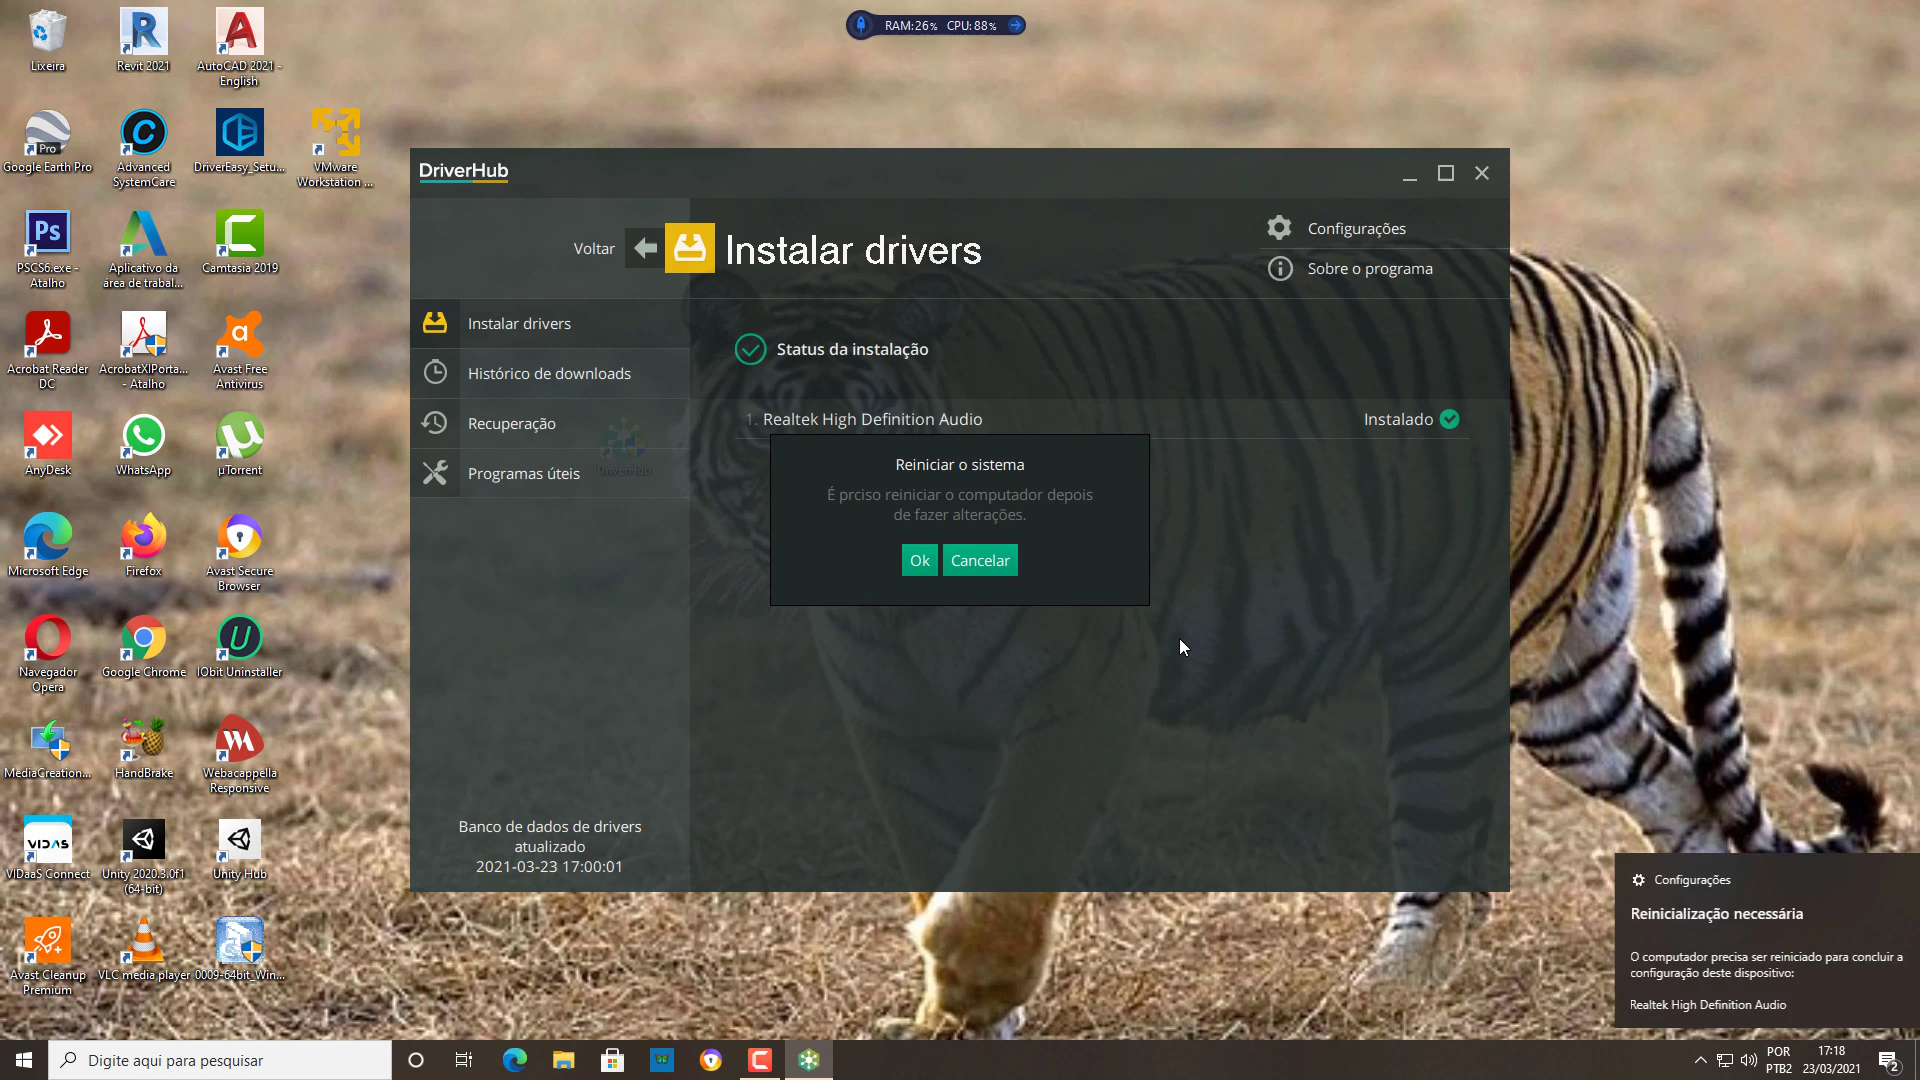 RAM:26% CPU:88%
Lixeira
Revit 2021
AutoCAD 2021 -
English
Pro
Google Earth Pro
Advanced
SystemCare
DriverEasy_Setu...
VMware
Workstation ...
Ps
PSCS6.exe -
Atalho
Aplicativo da
área de trabal...
Camtasia 2019
Acrobat Reader
DC
AcrobatXIPorta...
- Atalho
Avast Free
Antivirus
AnyDesk
WhatsApp
µTorrent
Microsoft Edge
Firefox
Avast Secure
Browser
Navegador
Opera
Google Chrome
IObit Uninstaller
MediaCreation...
HandBrake
Webacappella
Responsive
VIDAS
VIDaaS Connect
Unity 2020.3.0f1
(64-bit)
Unity Hub
Avast Cleanup
Premium
VLC media player
0009-64bit_Win...
DriverHub
Voltar
Instalar drivers
Configurações
Sobre o programa
Instalar drivers
Histórico de downloads
Recuperação
Programas úteis
DriverHub
Status da instalação
1. Realtek High Definition Audio
Instalado
Reiniciar o sistema
É prciso reiniciar o computador depois
de fazer alterações.
Ok
Cancelar
Banco de dados de drivers
atualizado
2021-03-23 17:00:01
Configurações
Reinicialização necessária
O computador precisa ser reiniciado para concluir a
configuração deste dispositivo:
Realtek High Definition Audio
Digite aqui para pesquisar
POR
PTB2
17:18
23/03/2021
2